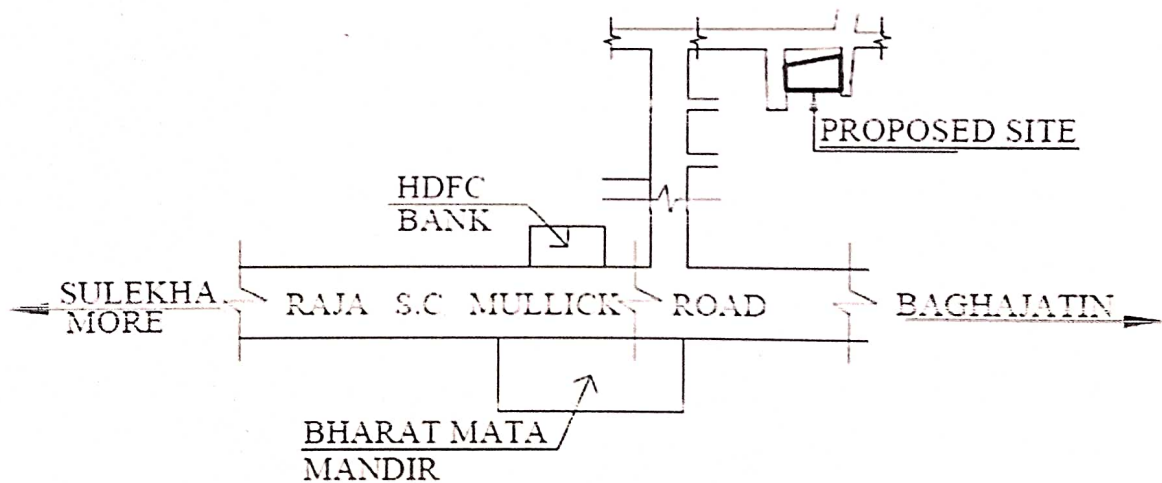 PROPOSED SITE
HDFC
BANK
SULEKHA
MORE
RAJA S.C. MULLICK ROAD
BAGHAJATIN
BHARAT MATA
MANDIR